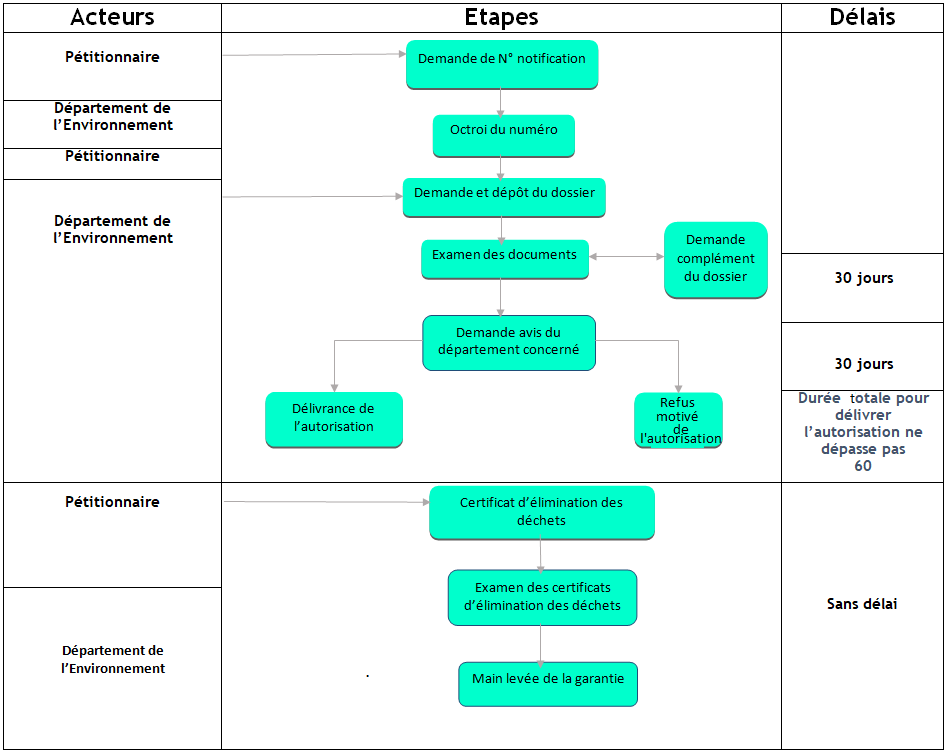 Acteurs
Etapes
Délais
Pétitionnaire
Demande de N° notification
Département de
l’Environnement
Octroi du numéro
Pétitionnaire
Demande et dépôt du dossier
Département de
l’Environnement
Examen des documents
Demande
complément
du dossier
30 jours
Demande avis du
département concerné
30 jours
Délivrance de
l’autorisation
Refus
motivé
de
l'autorisation
Durée totale pour
délivrer
l’autorisation ne
dépasse pas
60
Pétitionnaire
Certificat d’élimination des
déchets
Examen des certificats
d’élimination des déchets
Sans délai
Département de
l’Environnement
Main levée de la garantie
.